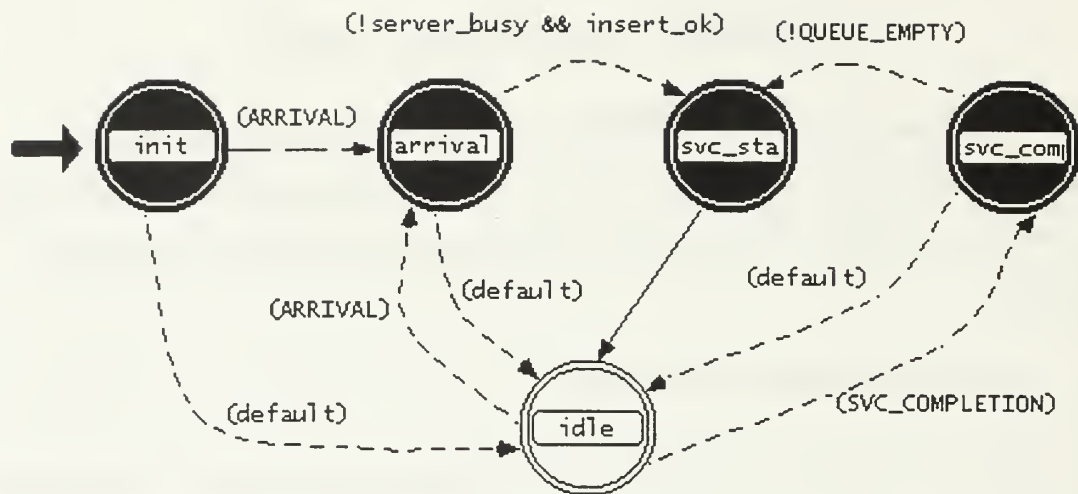 (!server_busy && insert_ok)
(!QUEUE_EMPTY)
(ARRIVAL)
init
arrival
svc_sta
svc_comp
(default)
(default)
(ARRIVAL)
(default)
(SVC_COMPLETION)
idle